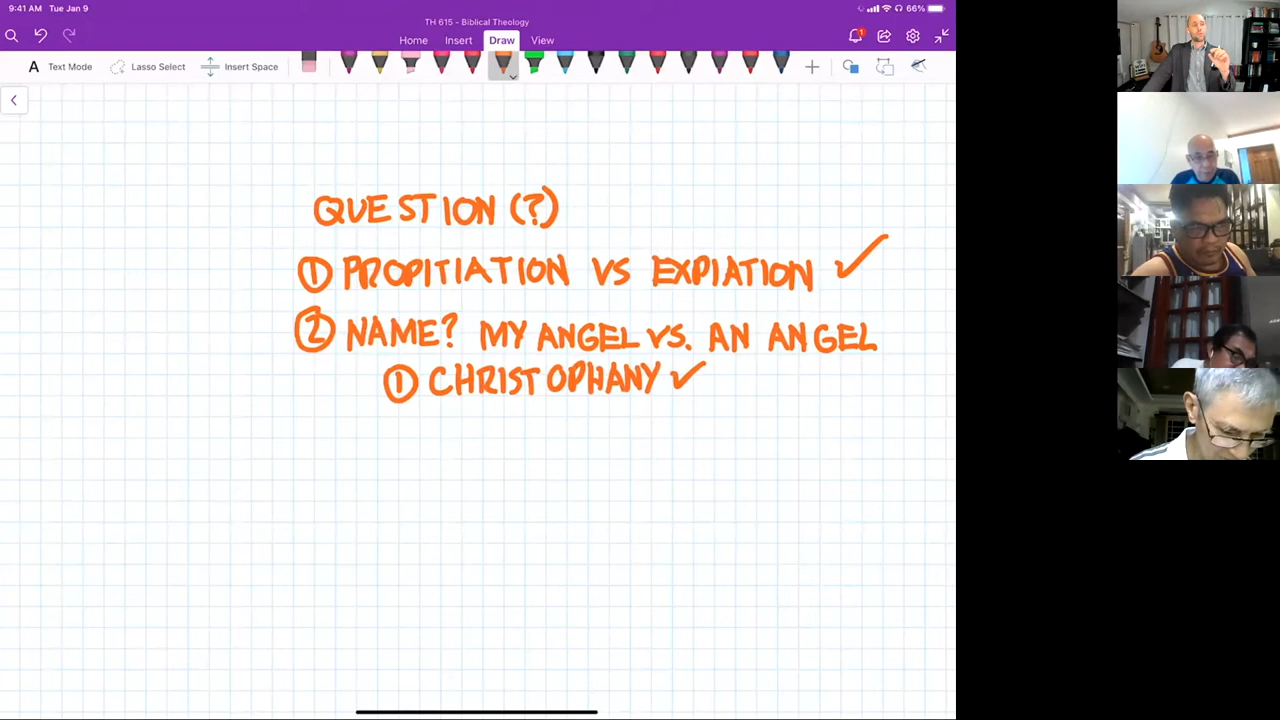 9:41 AM Tue Jan 9
66%
TH 615 - Biblical Theology
Home Insert Draw View
1
A Text Mode Lasso Select Insert Space
QUESTION (?)
① PROPITIATION VS EXPIATION ✓
② NAME? MY ANGEL VS. AN ANGEL
① CHRISTOPHANY ✓